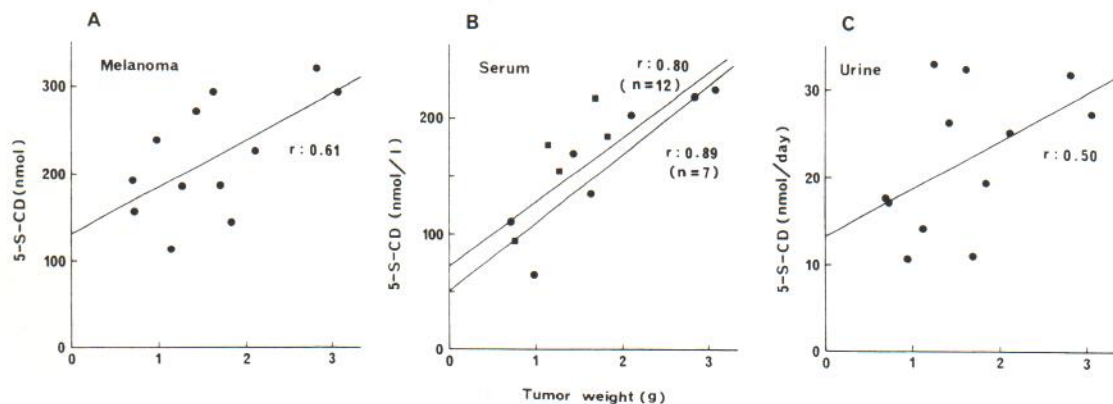 A
Melanoma
300
200
100
0
5-S-CD(nmol)
r:0.61
0 1 2 3
B
Serum
200
100
0
5-S-CD (nmol/l)
r:0.80
(n=12)
r:0.89
(n=7)
0 1 2 3
Tumor weight(g)
C
Urine
30
20
10
0
5-S-CD(nmol/day)
r:0.50
0 1 2 3